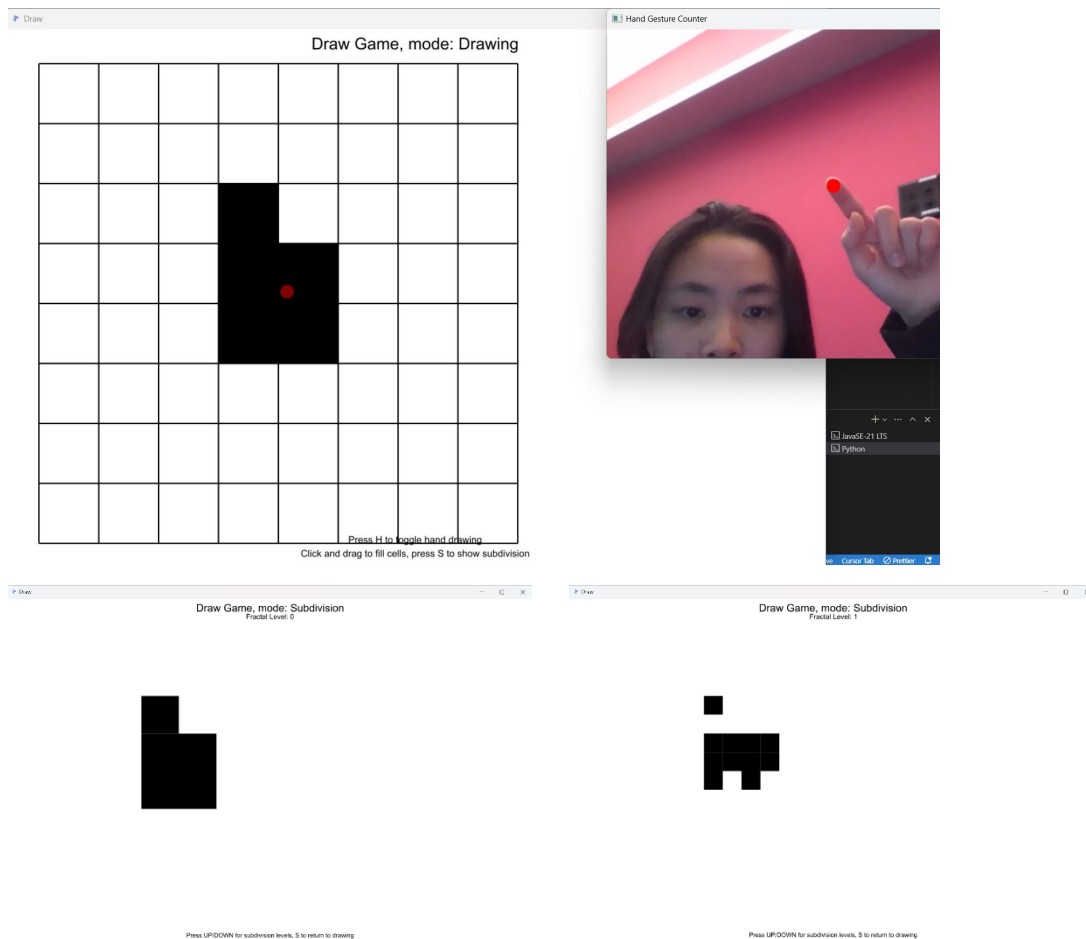 Draw
Hand Gesture Counter
Draw Game, mode: Drawing
Press H to toggle hand drawing
Click and drag to fill cells, press S to show subdivision
JavaSE-21 LTS
Python
ve Cursor Tab Prettier
Draw
Draw Game, mode: Subdivision
Fractal Level: 0
Press UP/DOWN for subdivision levels, S to return to drawing
Draw
Draw Game, mode: Subdivision
Fractal Level: 1
Press UP/DOWN for subdivision levels, S to return to drawing